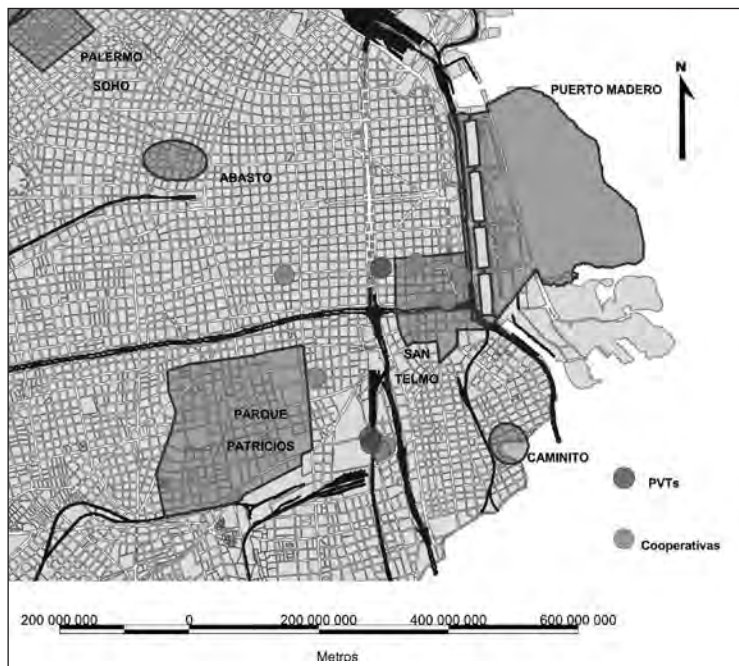 PALERMO
SOHO
N
PUERTO MADERO
ABASTO
SAN
TELMO
PARQUE
PATRICIOS
CAMINITO
PVTs
Cooperativas
200 000 000 0 200 000 000 400 000 000 600 000 000
Metros